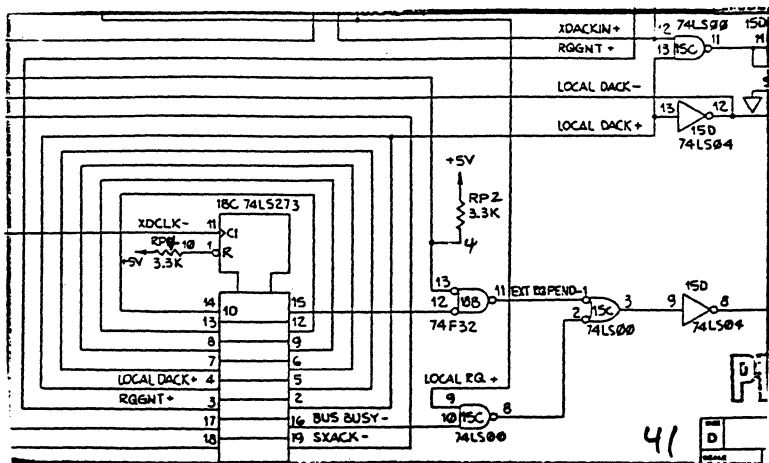 XDACKIN+ 12 74LS00 15D
RQGNT+ 13 15C 11 11
LOCAL DACK-
13 12
LOCAL DACK+ 15D
74LS04
+5V
RP2
3.3K
4
18C 74LS273
XDCLK- 11 C1
10 1 R
+5V 3.3K
13
12 18B 11 EXT RQPEND- 1
74F32
2 15C 3
74LS00
15D
9 8
74LS04
14 1D 15
13 12
8 9
7 6
LOCAL DACK+ 4 5
RQGNT+ 3 2
17 16 BUS BUSY-
18 19 SXACK-
LOCAL RQ+
9
10 15C 8
74LS00
41
D